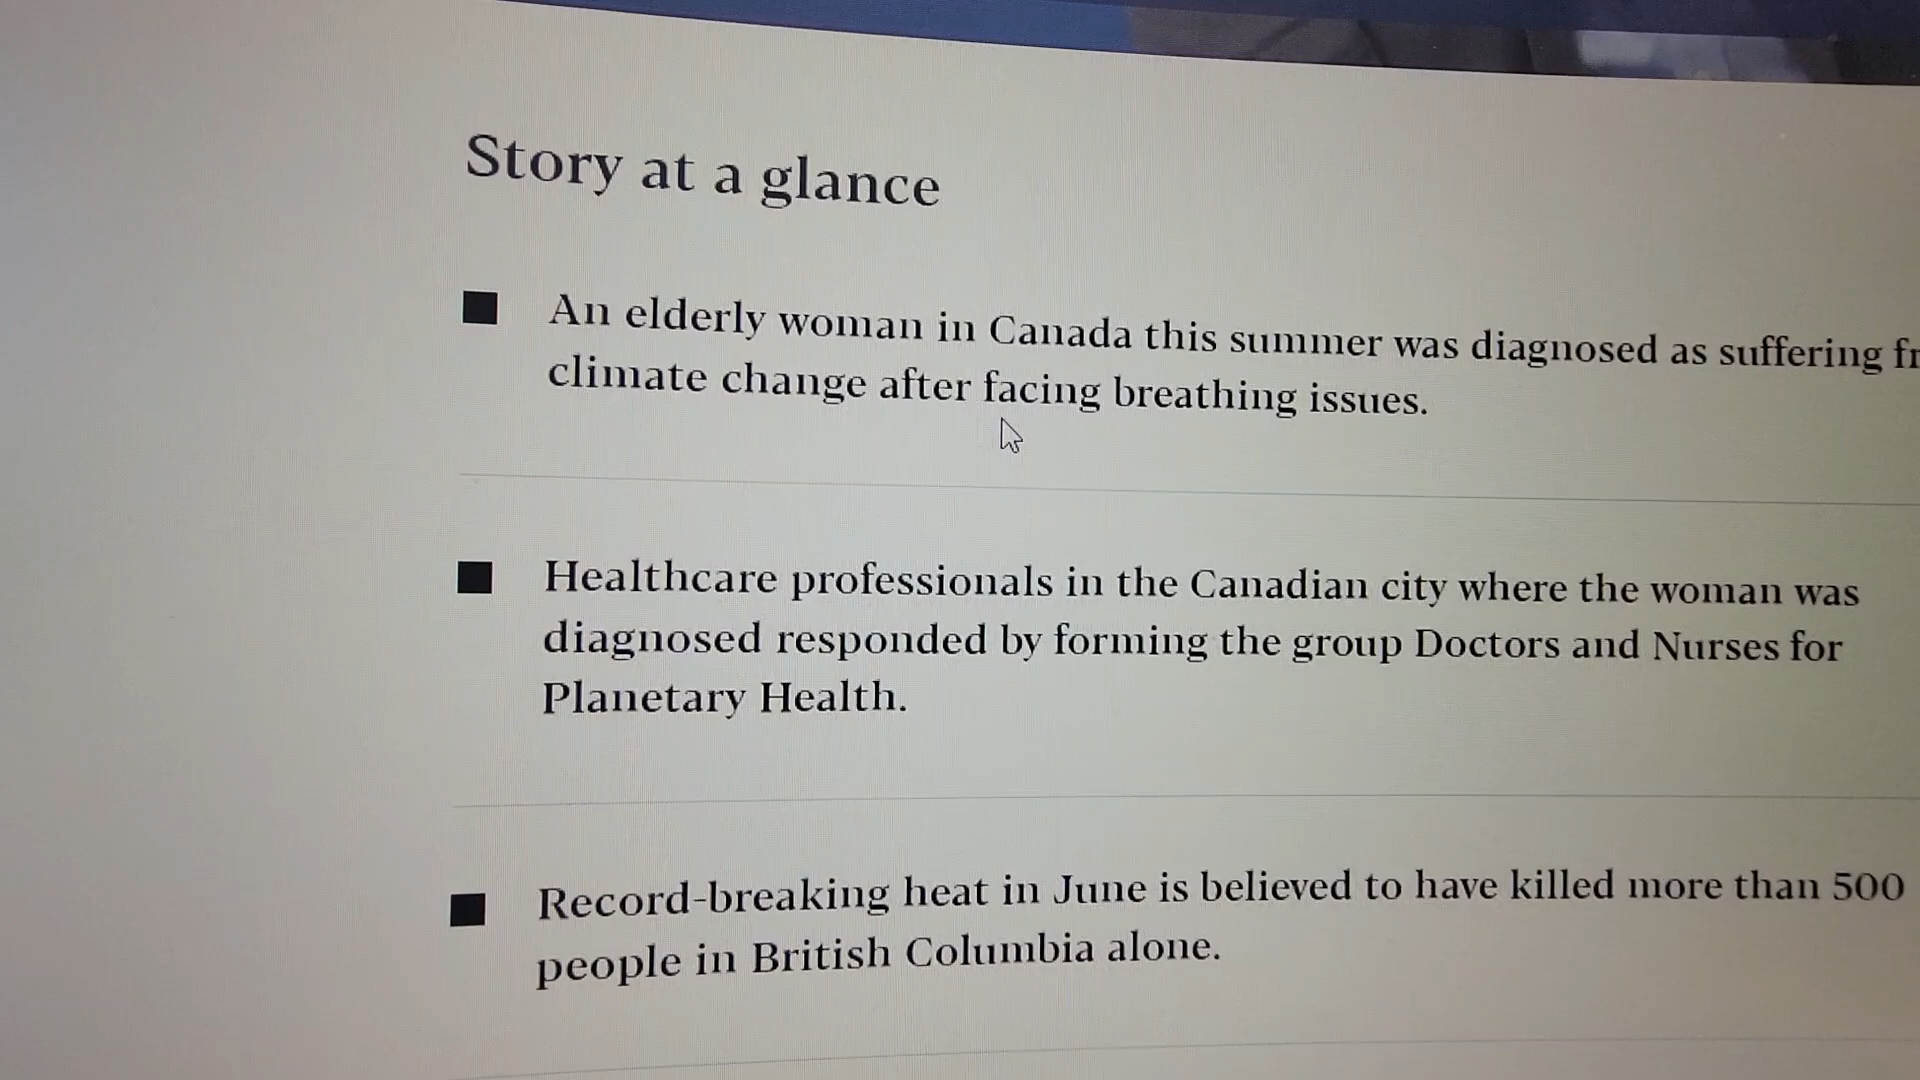 Story at a glance
An elderly woman in Canada this summer was diagnosed as suffering
climate change after facing breathing issues.
Healthcare professionals in the Canadian city where the woman was
diagnosed responded by forming the group Doctors and Nurses for
Planetary Health.
Record-breaking heat in June is believed to have killed more than 500
people in British Columbia alone.